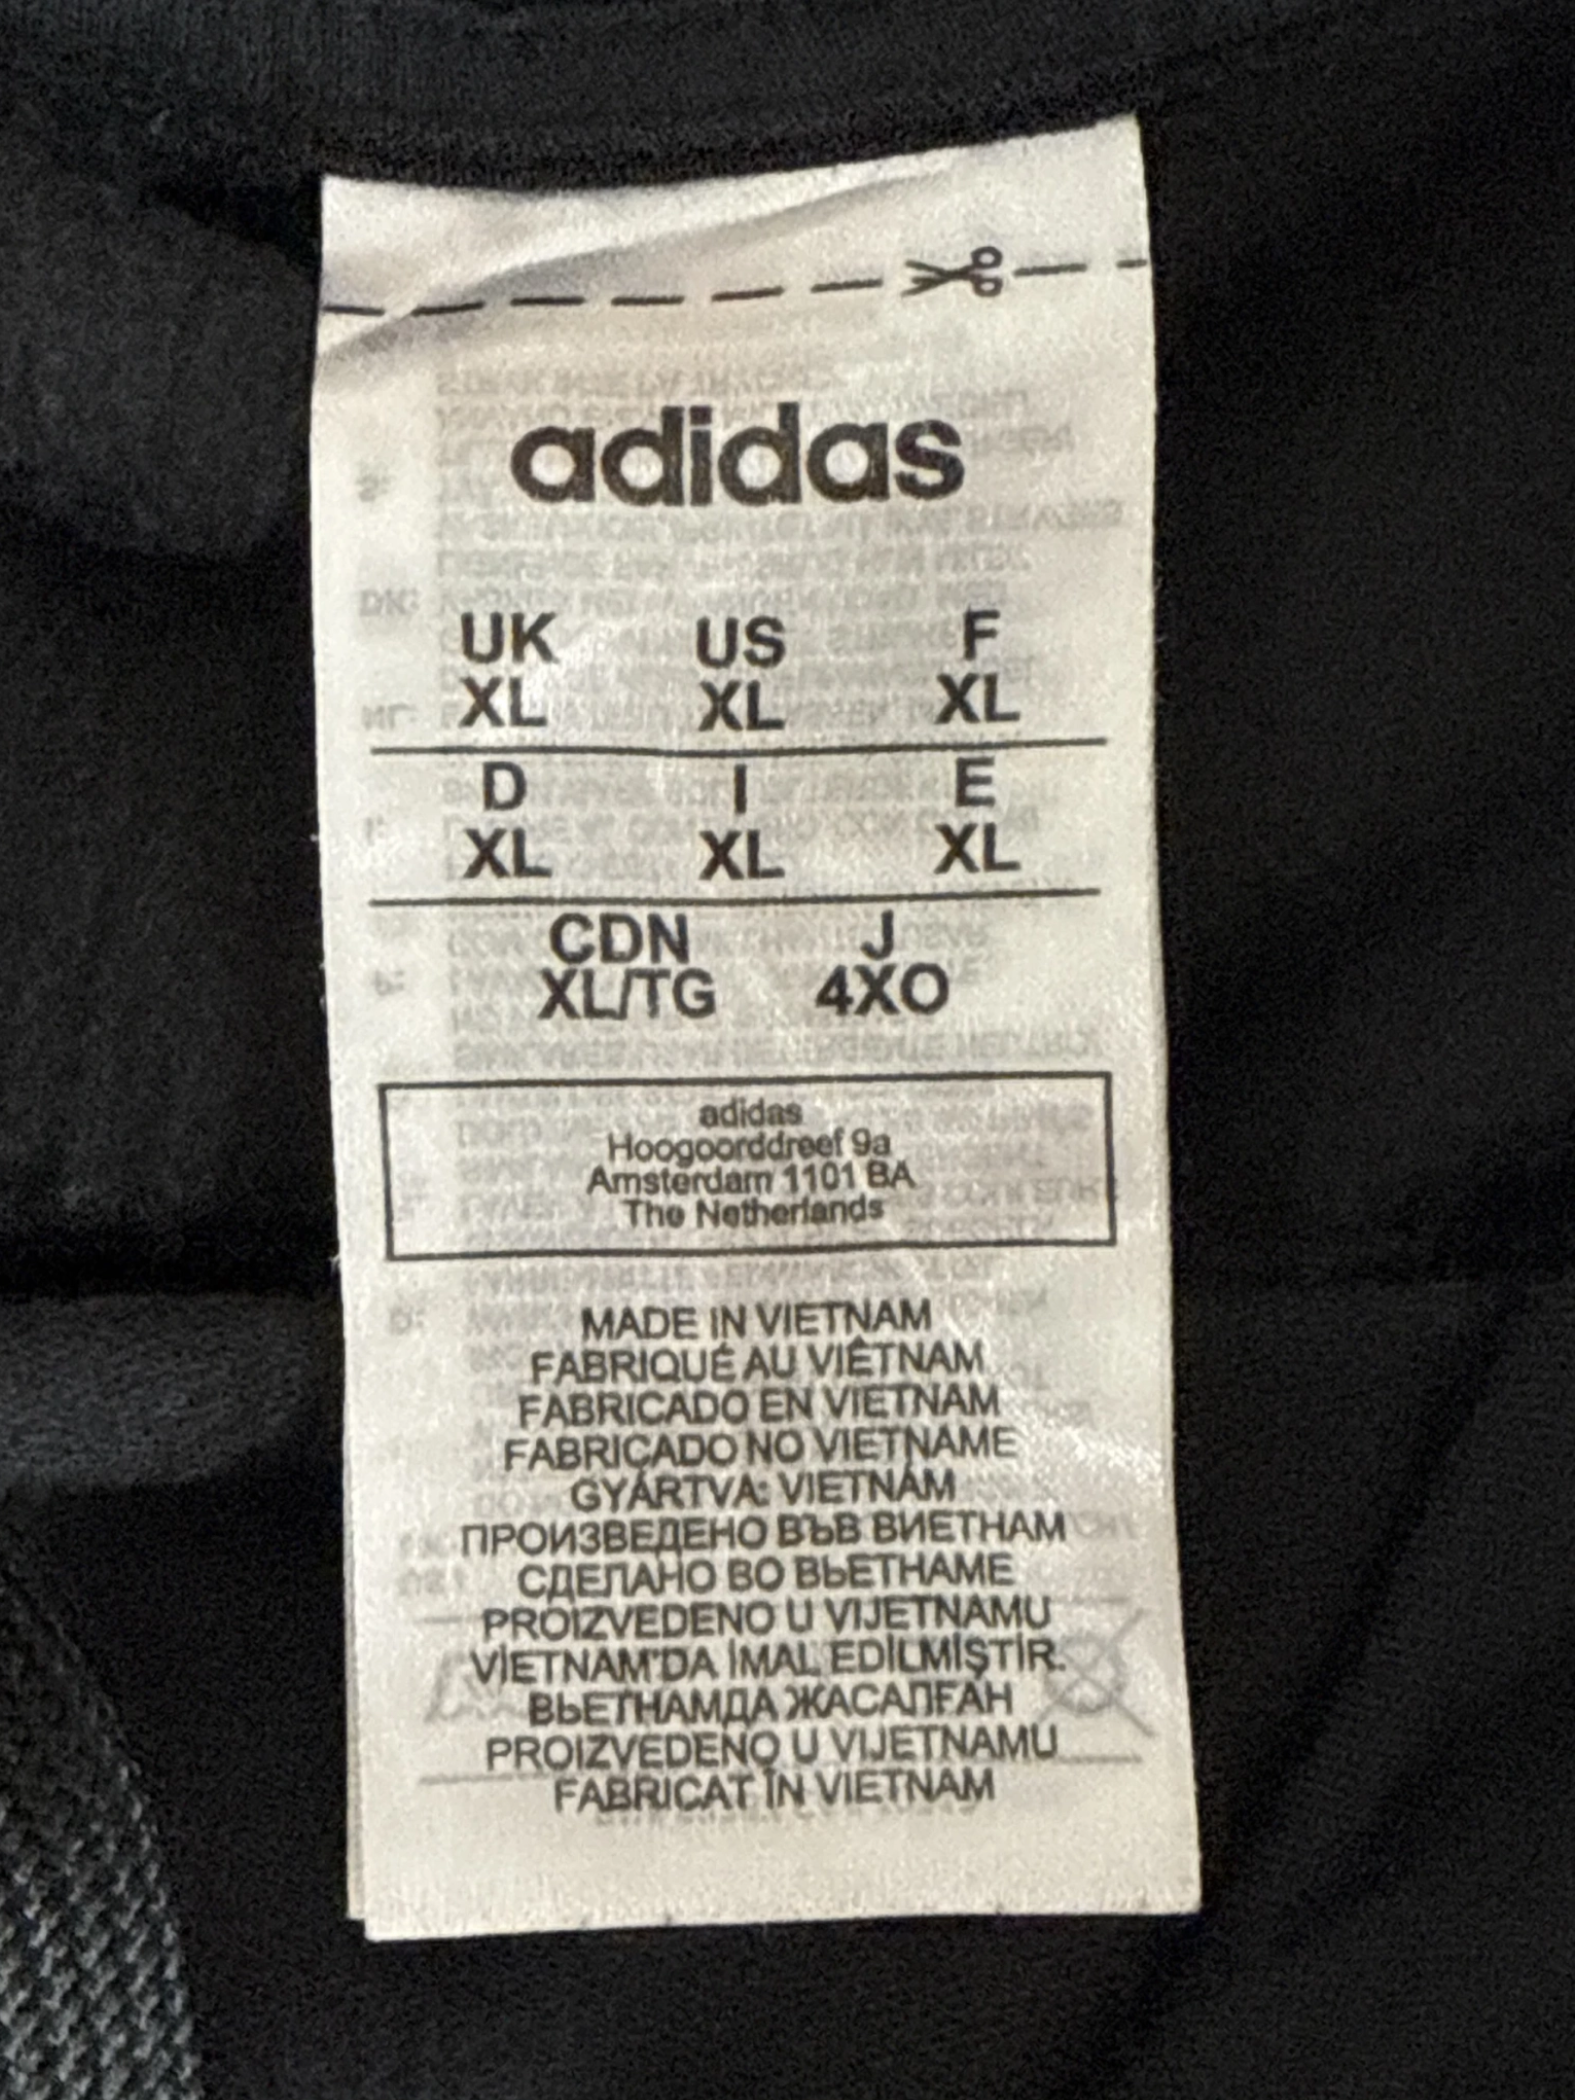 adidas
UK US F
XL XL XL
D I E
XL XL XL
CDN J
XL/TG 4XO
adidas
Hoogoorddreef 9a
Amsterdam 1101 BA
The Netherlands
MADE IN VIETNAM
FABRIQUÉ AU VIÊTNAM
FABRICADO EN VIETNAM
FABRICADO NO VIETNAME
GYÁRTVA: VIETNÁM
ПРОИЗВЕДЕНО ВЪВ ВИЕТНАМ
СДЕЛАНО ВО ВЬЕТНАМЕ
PROIZVEDENO U VIJETNAMU
VİETNAM'DA İMAL EDİLMİŞTİR.
ВЬЕТНАМДА ЖАСАЛҒАН
PROIZVEDENO U VIJETNAMU
FABRICAT ÎN VIETNAM